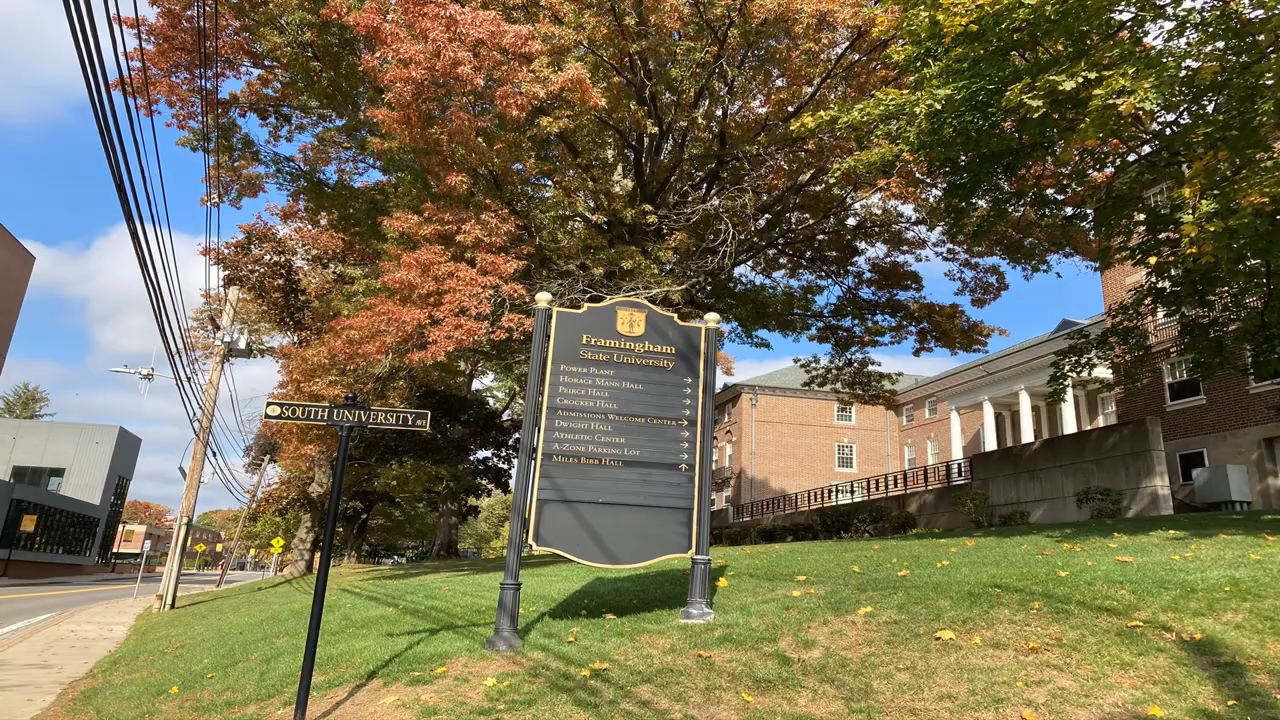 SOUTH UNIVERSITY AVE
Framingham
State University
POWER PLANT
HORACE MANN HALL →
PEIRCE HALL →
CROCKER HALL →
ADMISSIONS WELCOME CENTER →
DWIGHT HALL →
ATHLETIC CENTER →
A-ZONE PARKING LOT →
MILES BIBB HALL ↑